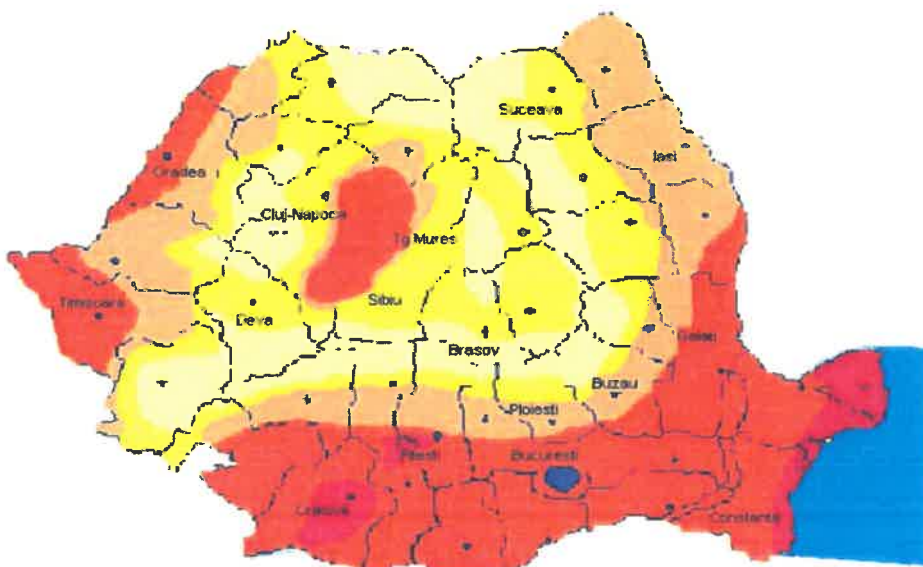 Suceava
Iasi
Oradea
Cluj-Napoca
Tg Mures
Timisoara
Deva
Sibiu
Galati
Brasov
Buzau
Ploiesti
Pitesti
Bucuresti
Craiova
Constanta